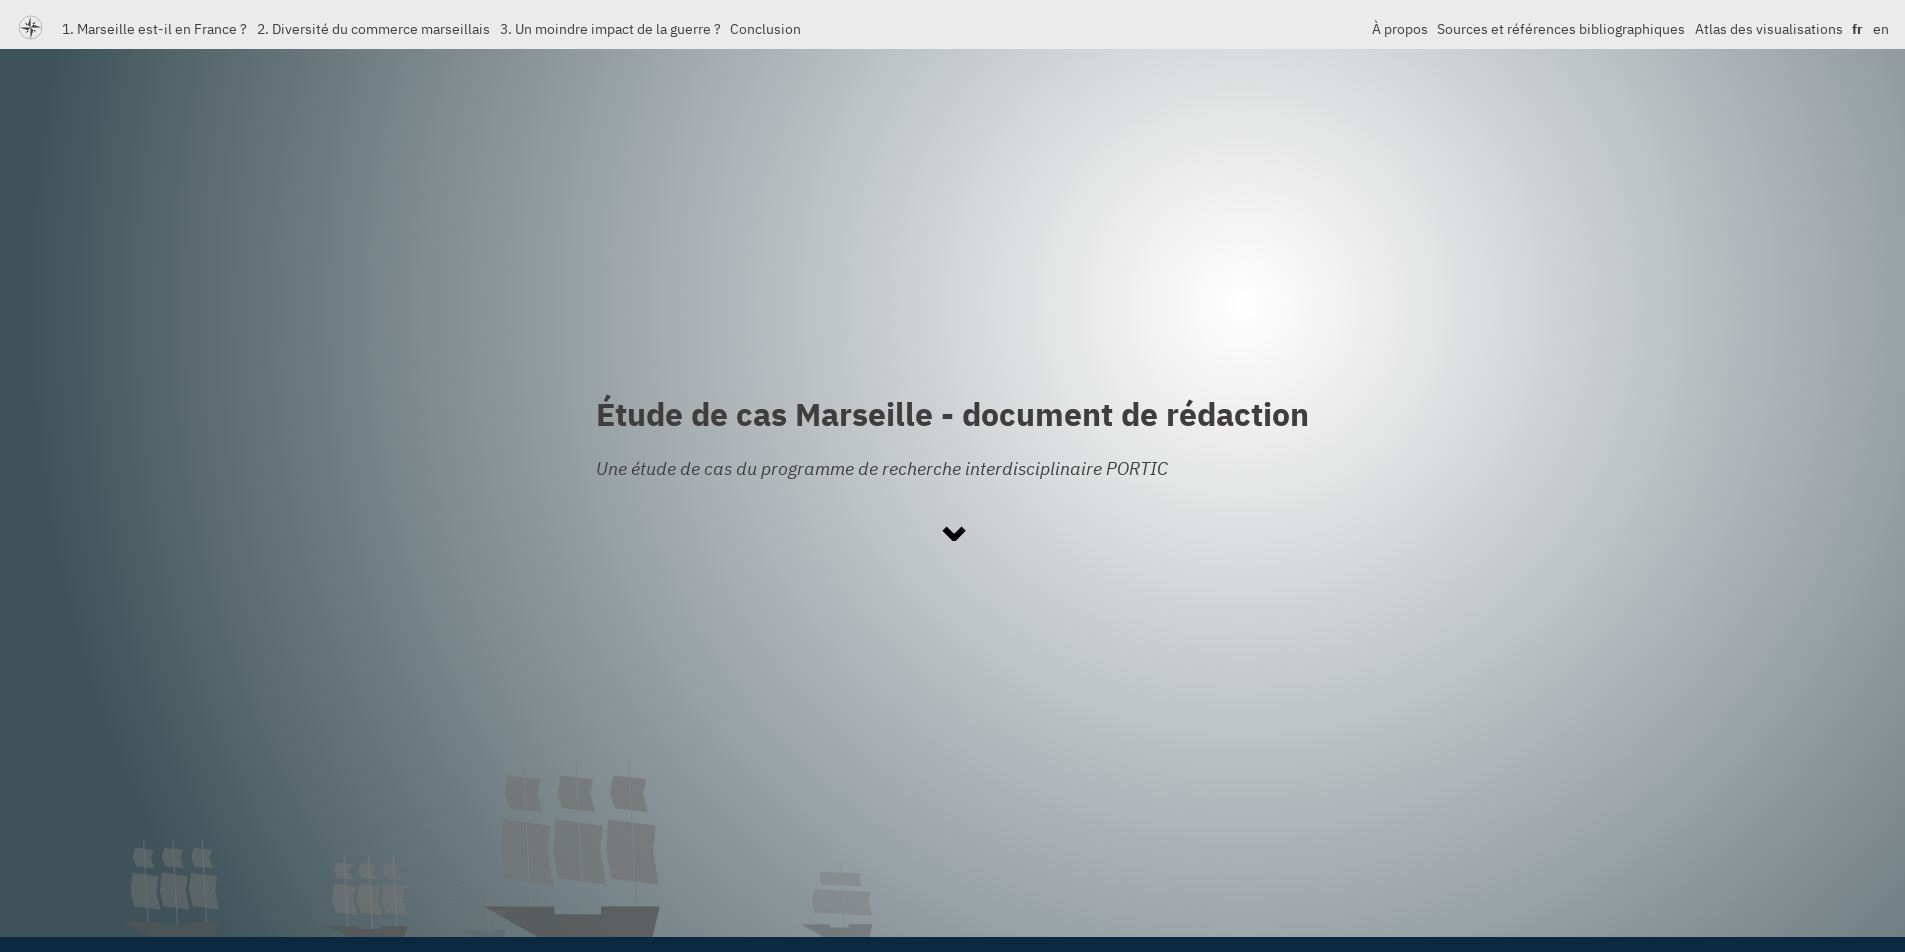 1. Marseille est-il en France ? 2. Diversité du commerce marseillais 3. Un moindre impact de la guerre ? Conclusion À propos Sources et références bibliographiques Atlas des visualisations fr en
Étude de cas Marseille - document de rédaction
Une étude de cas du programme de recherche interdisciplinaire PORTIC